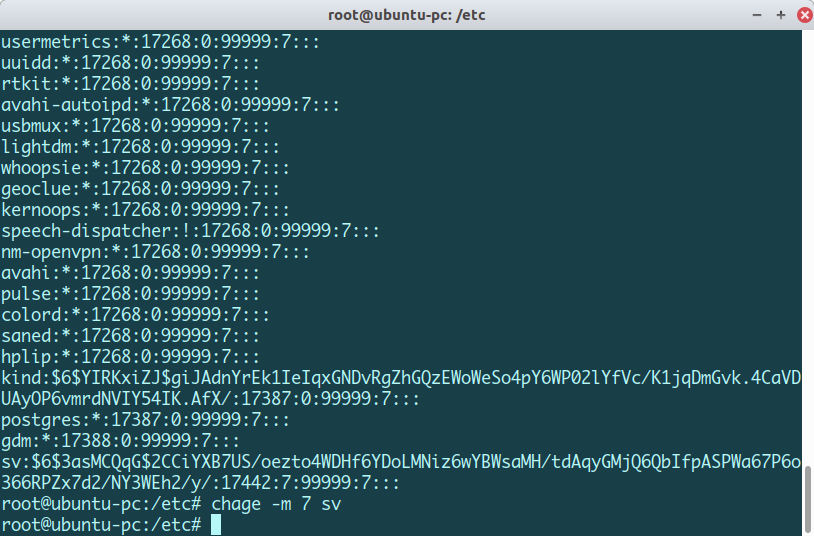 root@ubuntu-pc: /etc
usermetrics:*:17268:0:99999:7:::
uuidd:*:17268:0:99999:7:::
rtkit:*:17268:0:99999:7:::
avahi-autoipd:*:17268:0:99999:7:::
usbmux:*:17268:0:99999:7:::
lightdm:*:17268:0:99999:7:::
whoopsie:*:17268:0:99999:7:::
geoclue:*:17268:0:99999:7:::
kernoops:*:17268:0:99999:7:::
speech-dispatcher:!:17268:0:99999:7:::
nm-openvpn:*:17268:0:99999:7:::
avahi:*:17268:0:99999:7:::
pulse:*:17268:0:99999:7:::
colord:*:17268:0:99999:7:::
saned:*:17268:0:99999:7:::
hplip:*:17268:0:99999:7:::
kind:$6$YIRKxiZJ$giJAdnYrEk1IeIqxGNDvRgZhGQzEWoWeSo4pY6WP02lYfVc/K1jqDmGvk.4CaVD
UAyOP6vmrdNVIY54IK.AfX/:17387:0:99999:7:::
postgres:*:17387:0:99999:7:::
gdm:*:17388:0:99999:7:::
sv:$6$3asMCQqG$2CCiYXB7US/oezto4WDHf6YDoLMNiz6wYBWsaMH/tdAqyGMjQ6QbIfpASPWa67P6o
366RPZx7d2/NY3WEh2/y/:17442:7:99999:7:::
root@ubuntu-pc:/etc# chage -m 7 sv
root@ubuntu-pc:/etc#